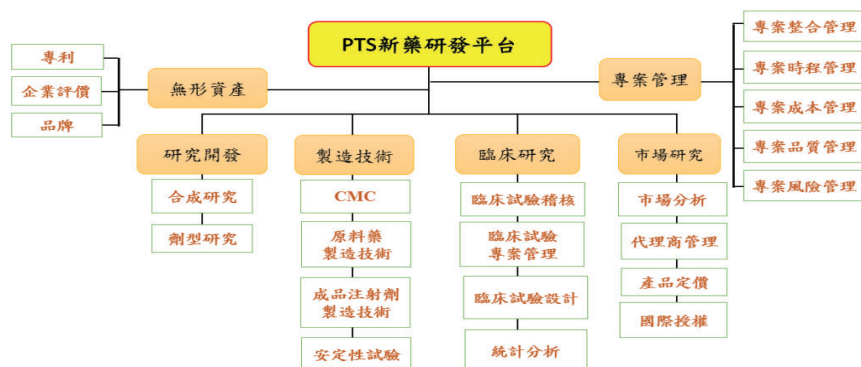 PTS新藥研發平台
無形資產
專利
企業評價
品牌
專案管理
專案整合管理
專案時程管理
專案成本管理
專案品質管理
專案風險管理
研究開發
合成研究
劑型研究
製造技術
CMC
原料藥
製造技術
成品注射劑
製造技術
安定性試驗
臨床研究
臨床試驗稽核
臨床試驗
專案管理
臨床試驗設計
統計分析
市場研究
市場分析
代理商管理
產品定價
國際授權